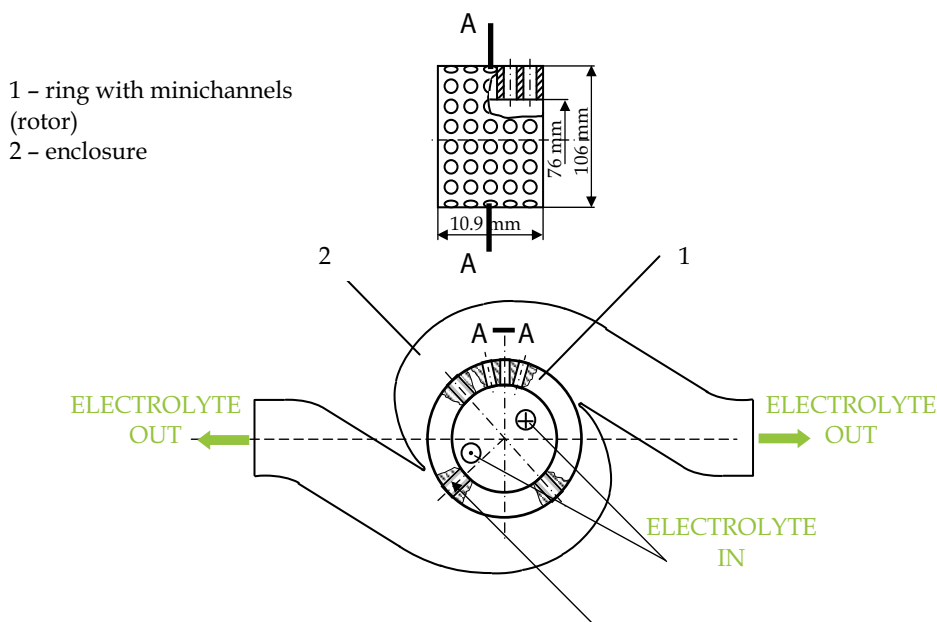 A
1 – ring with minichannels
(rotor)
2 – enclosure
76 mm
106 mm
10.9 mm
A
2
1
A A
ELECTROLYTE
OUT
ELECTROLYTE
OUT
ELECTROLYTE
IN